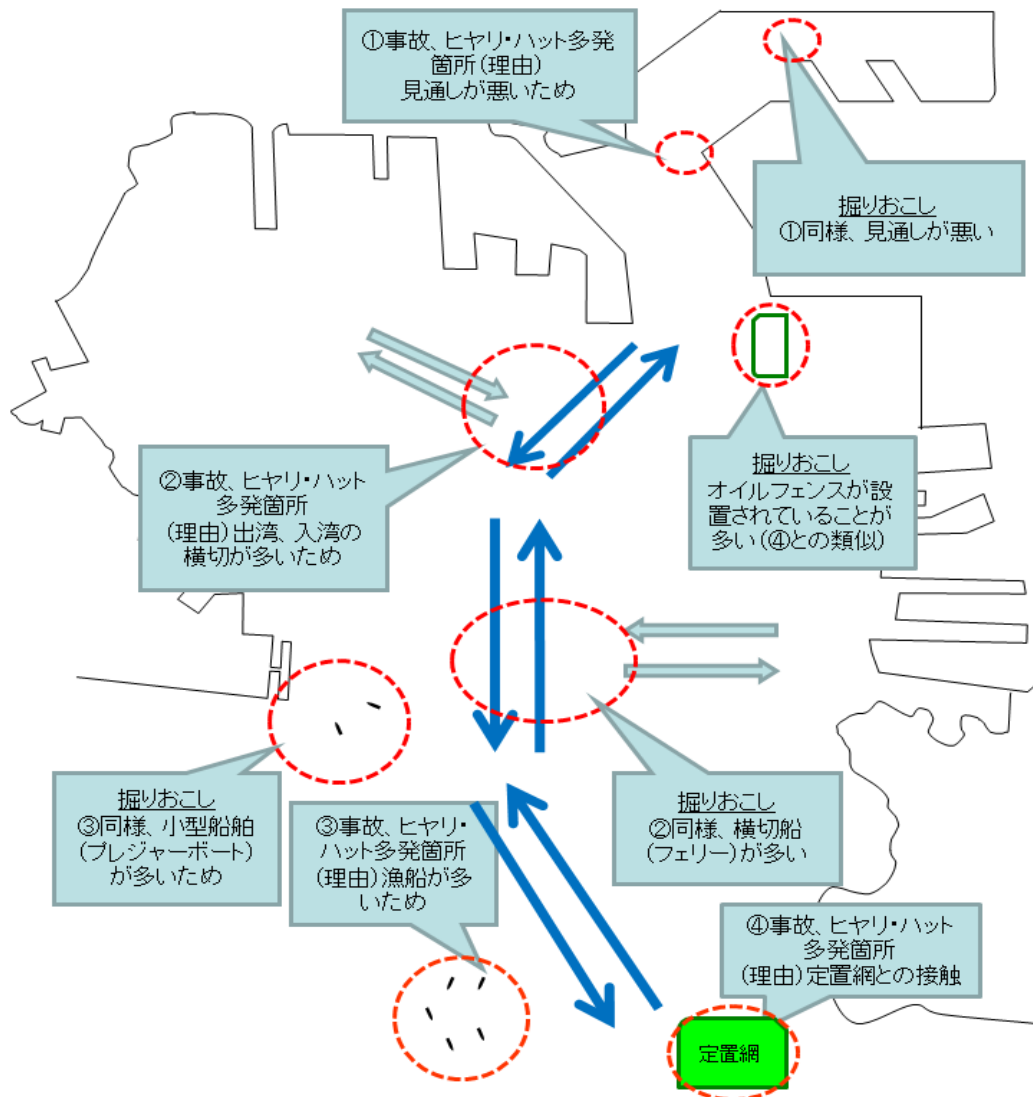 ①事故、ヒヤリ・ハット多発
箇所(理由)
見通しが悪いため
掘りおこし
①同様、見通しが悪い
②事故、ヒヤリ・ハット
多発箇所
(理由)出湾、入湾の
横切が多いため
掘りおこし
オイルフェンスが設
置されていることが
多い(④との類似)
掘りおこし
③同様、小型船舶
(プレジャーボート)
が多いため
③事故、ヒヤリ・
ハット多発箇所
(理由)漁船が多
いため
掘りおこし
②同様、横切船
(フェリー)が多い
④事故、ヒヤリ・ハット
多発箇所
(理由)定置網との接触
定置網